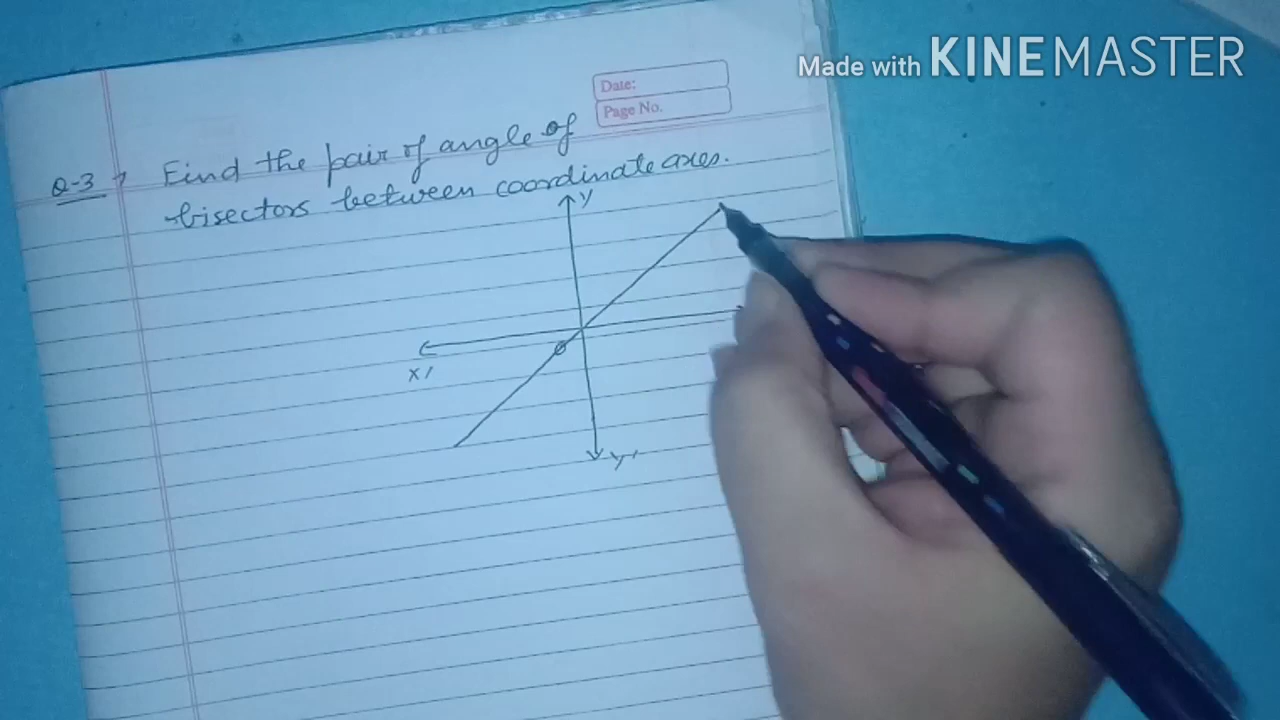 Made with KINEMASTER
Date:
Page No.
Q-3 Find the pair of angle of
bisectors between coordinate axes.
Y
X'
Y'